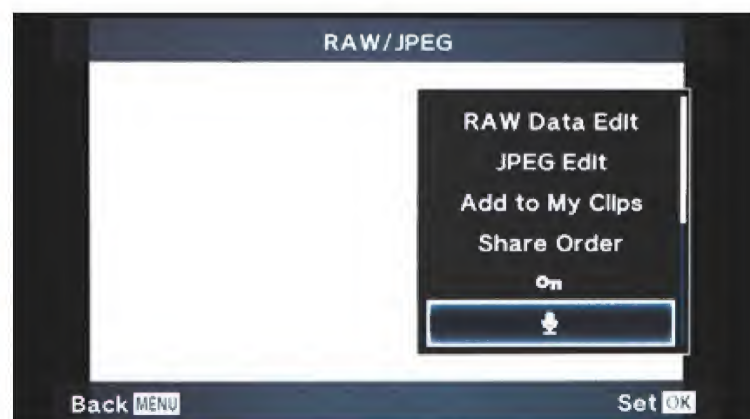 RAW/JPEG
RAW Data Edit
JPEG Edit
Add to My Clips
Share Order
Back MENU
Set OK